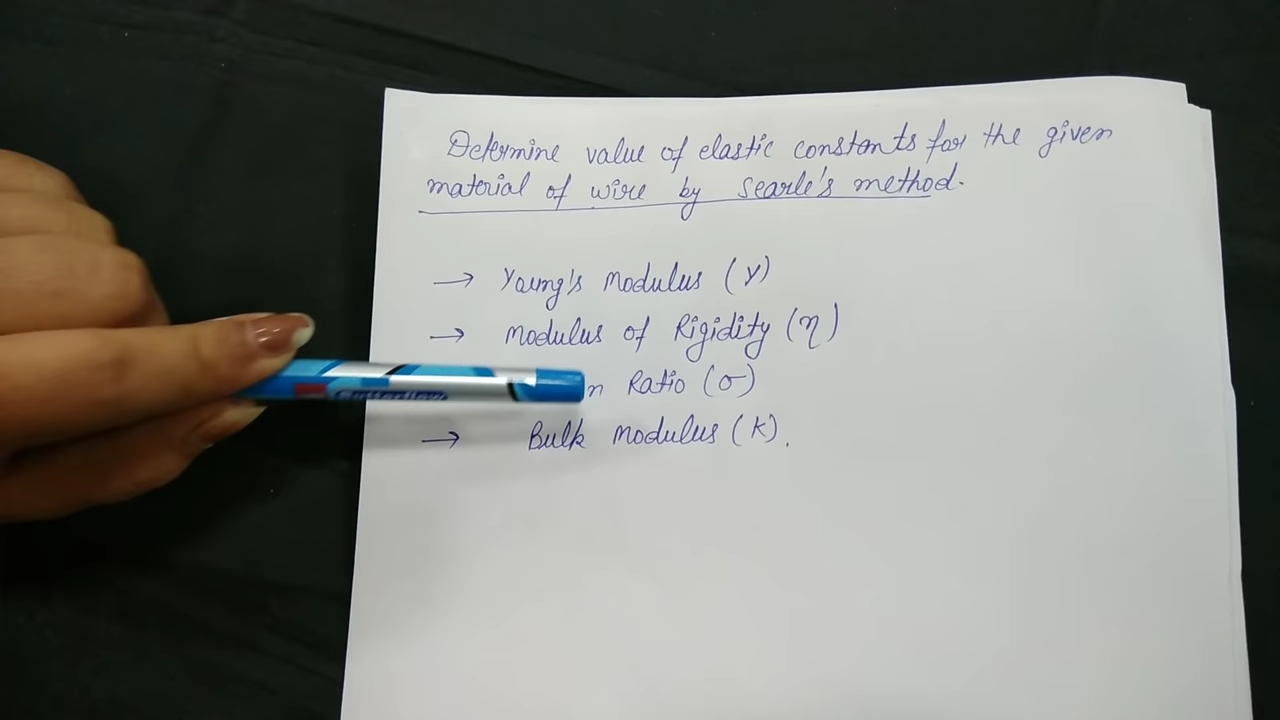 Determine value of elastic constants for the given
material of wire by Searle's method.
→ Young's Modulus (Y)
→ Modulus of Rigidity (η)
n Ratio (σ)
→ Bulk Modulus (K).
Butterflow